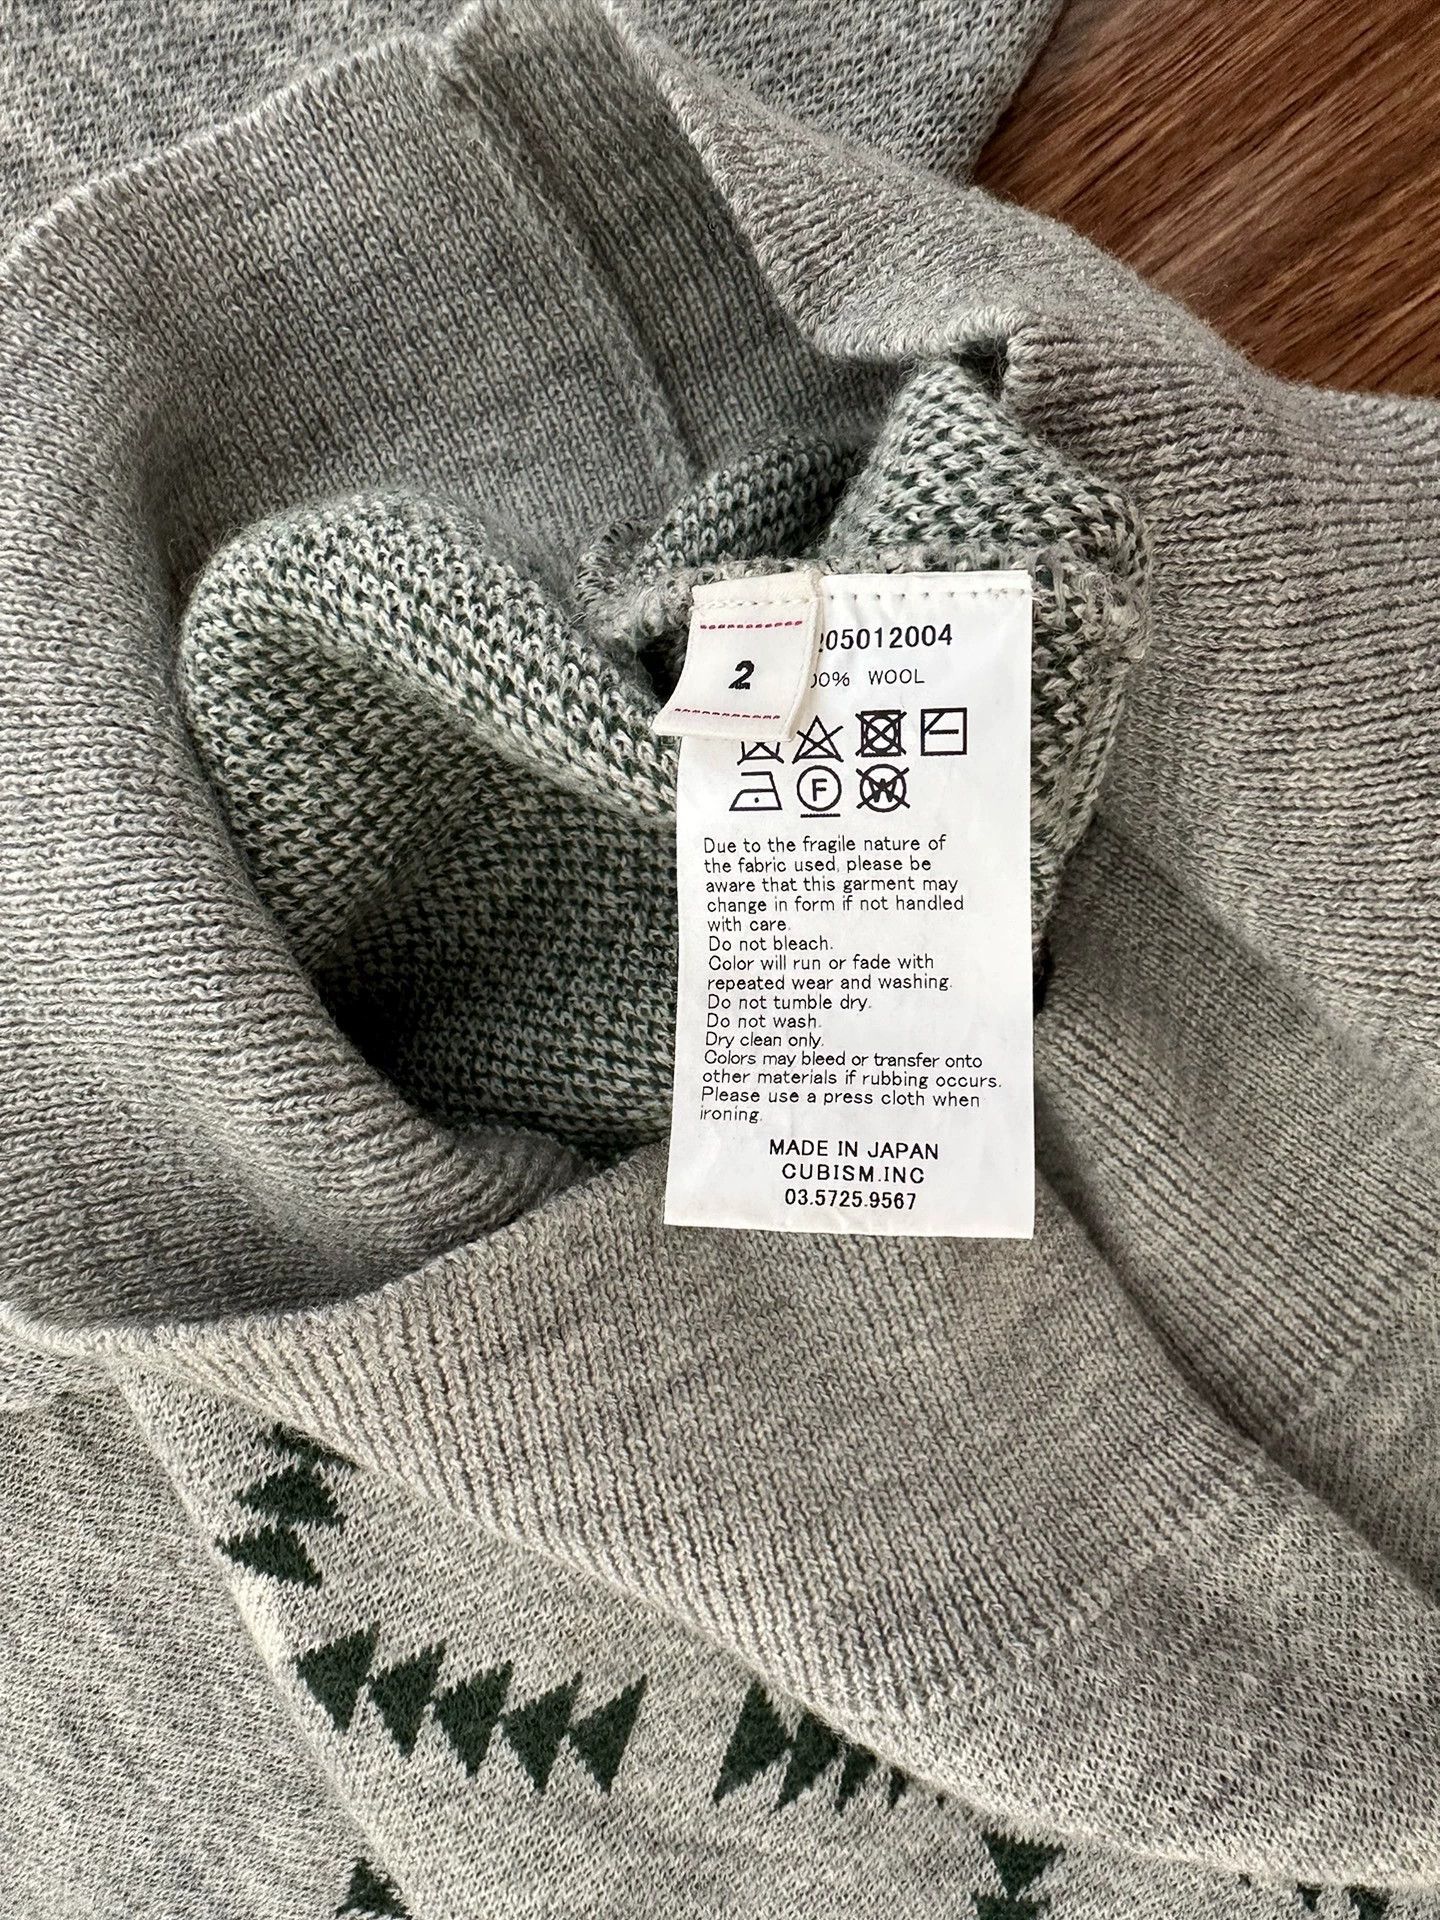 2
05012004
00% WOOL
F
W
Due to the fragile nature of
the fabric used, please be
aware that this garment may
change in form if not handled
with care.
Do not bleach.
Color will run or fade with
repeated wear and washing.
Do not tumble dry.
Do not wash.
Dry clean only.
Colors may bleed or transfer onto
other materials if rubbing occurs.
Please use a press cloth when
ironing.
MADE IN JAPAN
CUBISM.INC
03.5725.9567